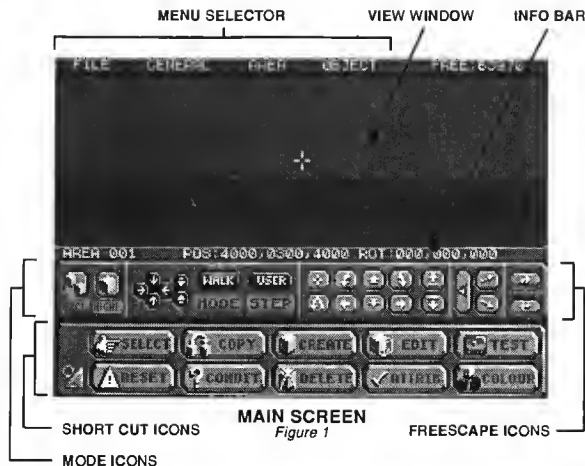 MENU SELECTOR VIEW WINDOW INFO BAR
FILE GENERAL AREA OBJECT
AREA 001 POS:4000,0300,4000 ROT:000,000,000
WALK USER
MODE STEP
SELECT COPY CREATE EDIT TEST
RESET CONDIT DELETE ATTRIB COLOUR
MAIN SCREEN
SHORT CUT ICONS Figure 1 FREESCAPE ICONS
MODE ICONS